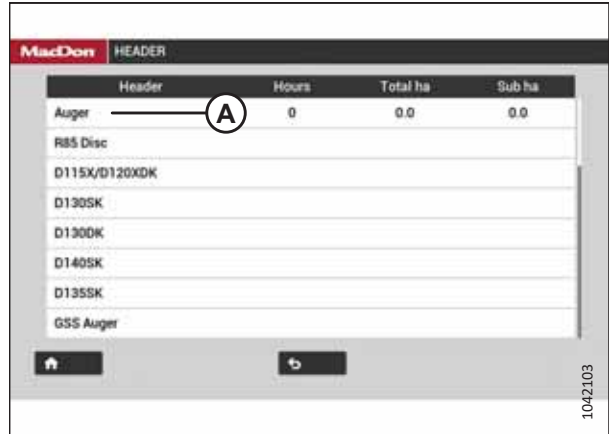 MacDon HEADER
Header Hours Total ha Sub ha
Auger A 0 0.0 0.0
R85 Disc
D115X/D120XDK
D130SK
D130DK
D140SK
D135SK
GSS Auger
1042103